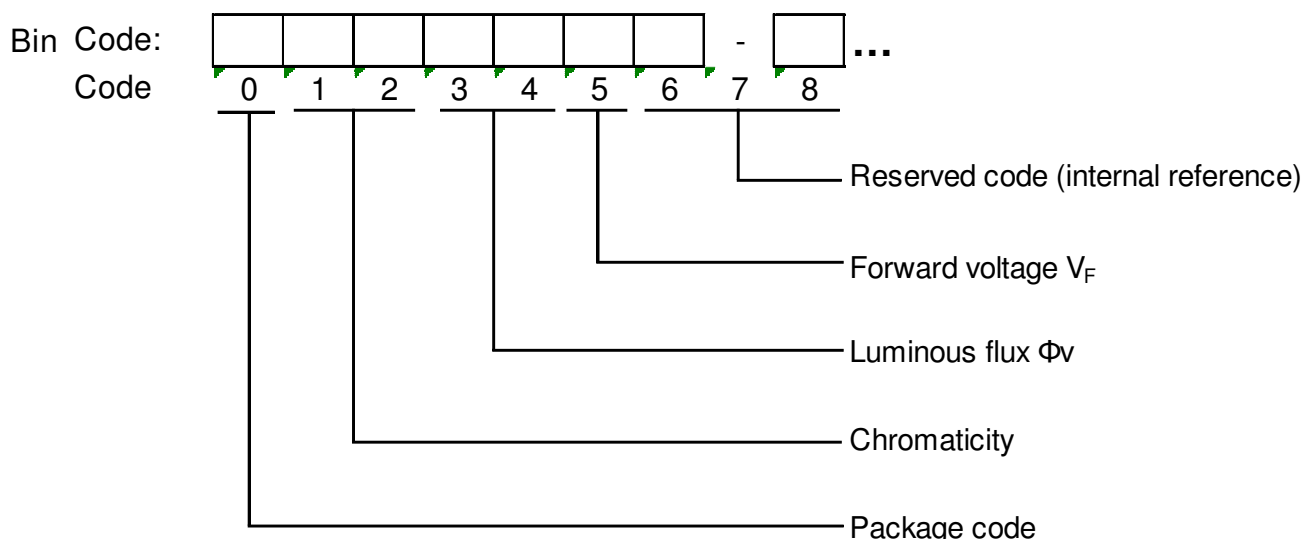 Bin Code: - ...
Code 0 1 2 3 4 5 6 7 8
Reserved code (internal reference)
Forward voltage VF
Luminous flux Φv
Chromaticity
Package code